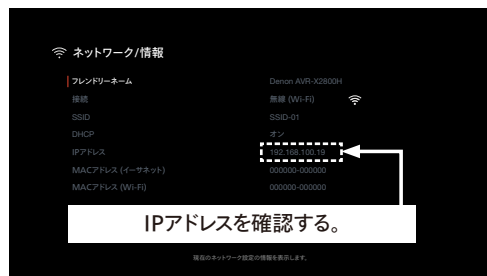 ネットワーク/情報
フレンドリーネーム Denon AVR-X2800H
接続 無線 (Wi-Fi)
SSID SSID-01
DHCP オン
IPアドレス 192.168.100.19
MACアドレス (イーサネット) 000000-000000
MACアドレス (Wi-Fi) 000000-000000
IPアドレスを確認する。
現在のネットワーク設定の情報を表示します。